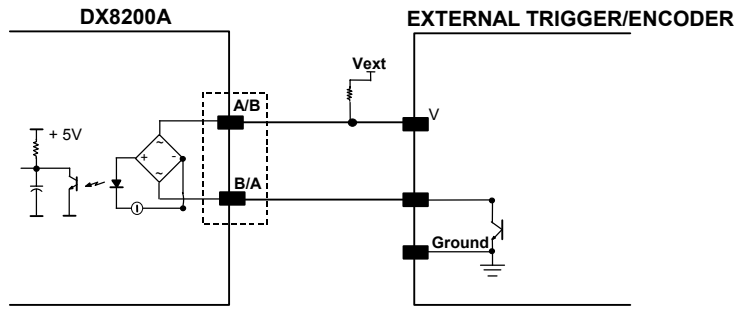 DX8200A
EXTERNAL TRIGGER/ENCODER
Vext
A/B
V
+ 5V
+ ~ -
~
B/A
I
Ground